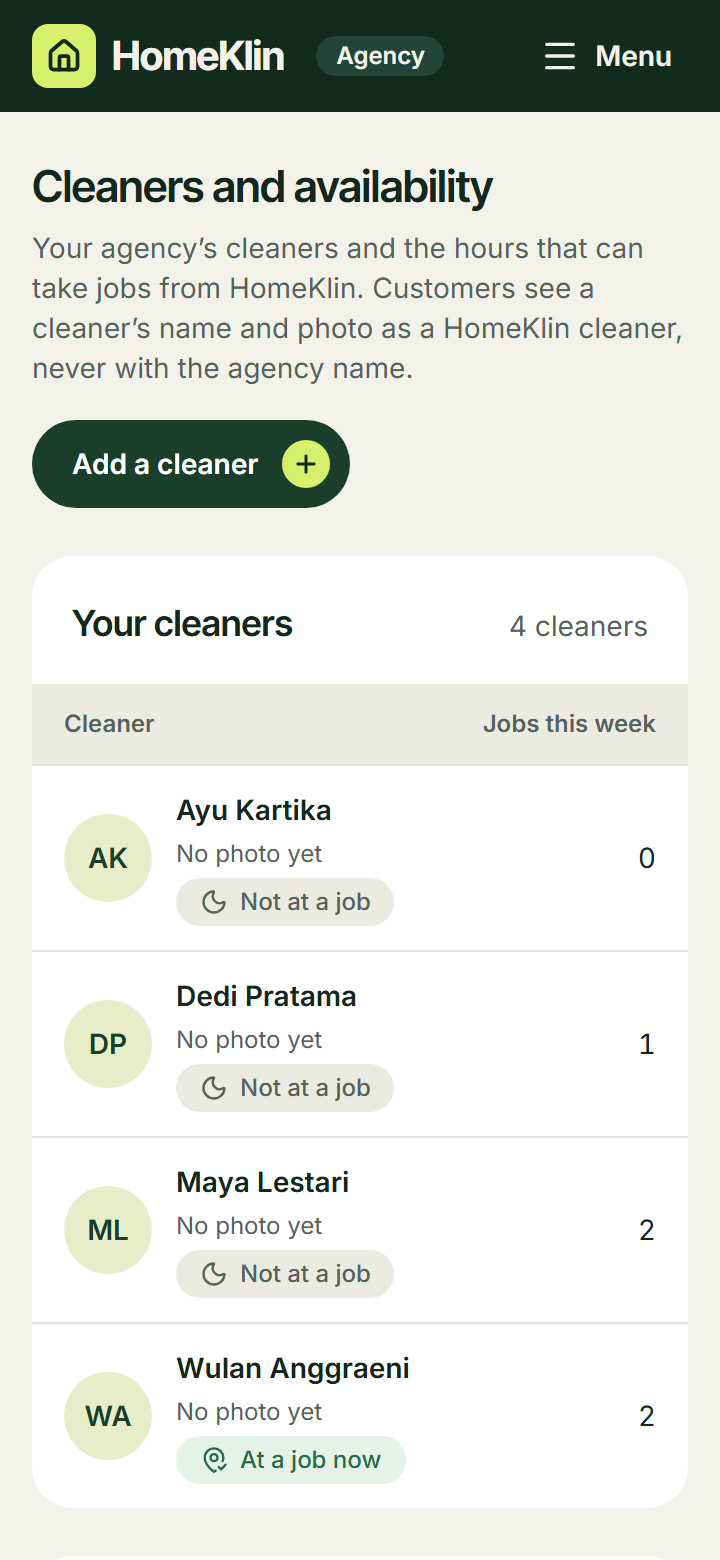 HomeKlin
Agency
Menu
Cleaners and availability
Your agency’s cleaners and the hours that can
take jobs from HomeKlin. Customers see a
cleaner’s name and photo as a HomeKlin cleaner,
never with the agency name.
Add a cleaner
Your cleaners
4 cleaners
Cleaner
Jobs this week
AK
Ayu Kartika
No photo yet
Not at a job
0
DP
Dedi Pratama
No photo yet
Not at a job
1
ML
Maya Lestari
No photo yet
Not at a job
2
WA
Wulan Anggraeni
No photo yet
At a job now
2